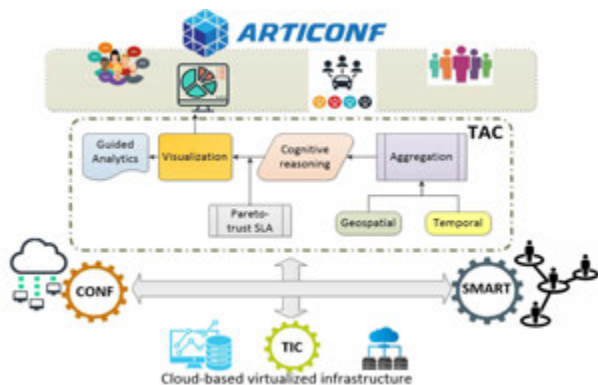 ARTICONF
TAC
Guided
Analytics
Visualization
Cognitive
reasoning
Aggregation
Pareto-
trust SLA
Geospatial
Temporal
CONF
SMART
TIC
Cloud-based virtualized infrastructure